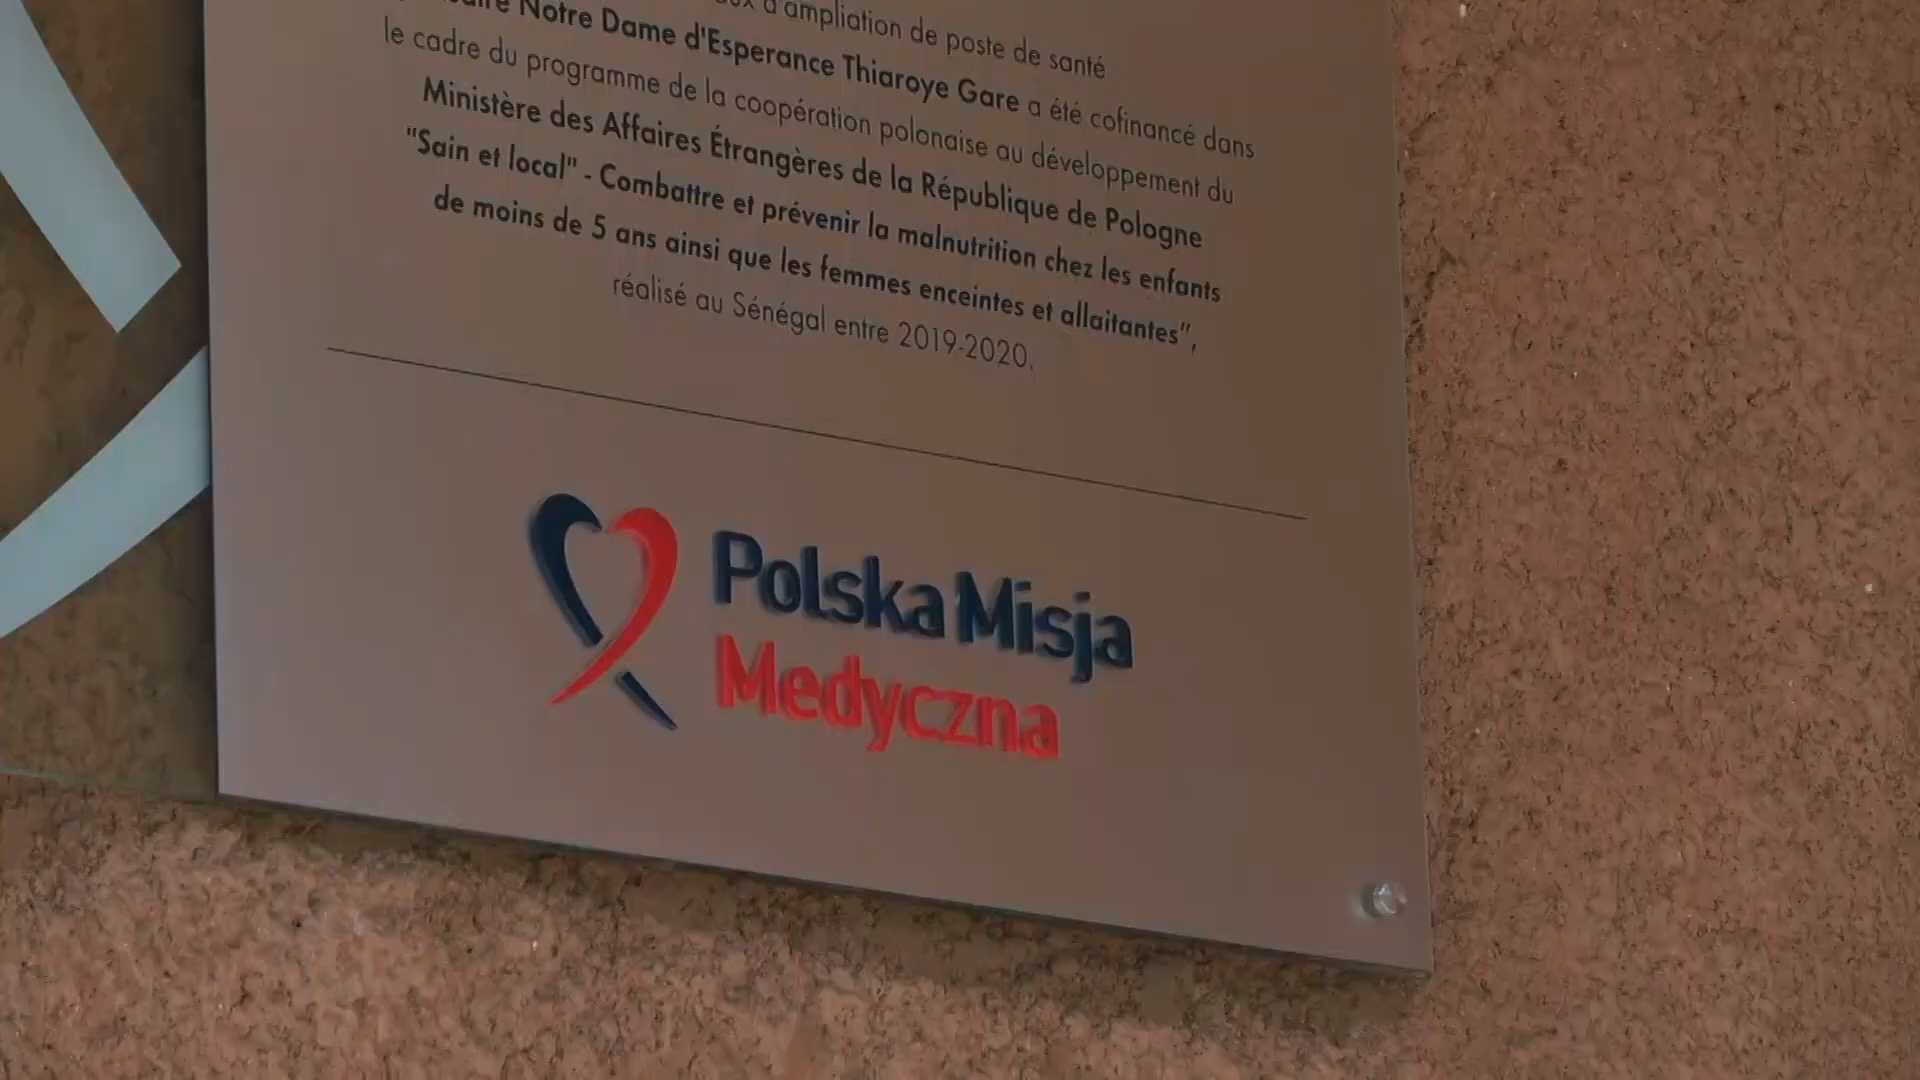 d'ampliation de poste de santé
Notre Dame d'Esperance Thiaroye Gare a été cofinancé dans
le cadre du programme de la coopération polonaise au développement du
Ministère des Affaires Étrangères de la République de Pologne
"Sain et local" - Combattre et prévenir la malnutrition chez les enfants
de moins de 5 ans ainsi que les femmes enceintes et allaitantes",
réalisé au Sénégal entre 2019-2020.
Polska Misja
Medyczna